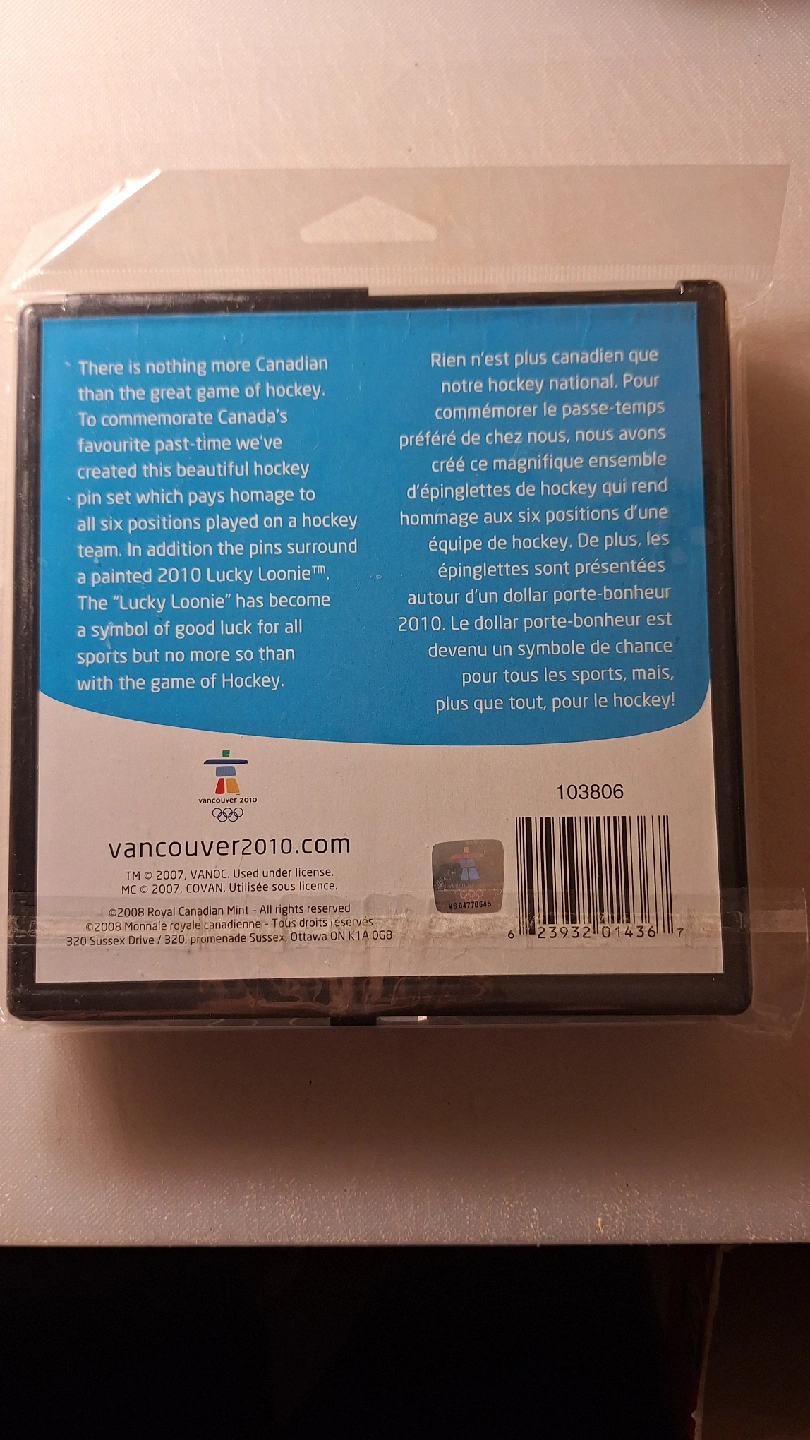 There is nothing more Canadian
than the great game of hockey.
To commemorate Canada's
favourite past-time we've
created this beautiful hockey
pin set which pays homage to
all six positions played on a hockey
team. In addition the pins surround
a painted 2010 Lucky Loonie™.
The "Lucky Loonie" has become
a symbol of good luck for all
sports but no more so than
with the game of Hockey.
Rien n'est plus canadien que
notre hockey national. Pour
commémorer le passe-temps
préféré de chez nous, nous avons
créé ce magnifique ensemble
d'épinglettes de hockey qui rend
hommage aux six positions d'une
équipe de hockey. De plus, les
épinglettes sont présentées
autour d'un dollar porte-bonheur
2010. Le dollar porte-bonheur est
devenu un symbole de chance
pour tous les sports, mais,
plus que tout, pour le hockey!
vancouver 2010
vancouver2010.com
TM © 2007, VANOC. Used under license.
MC © 2007, COVAN. Utilisée sous licence.
©2008 Royal Canadian Mint - All rights reserved
©2008 Monnaie royale canadienne - Tous droits réservés
320 Sussex Drive / 320, promenade Sussex, Ottawa ON K1A 0G8
103806
6 23932 01436 7